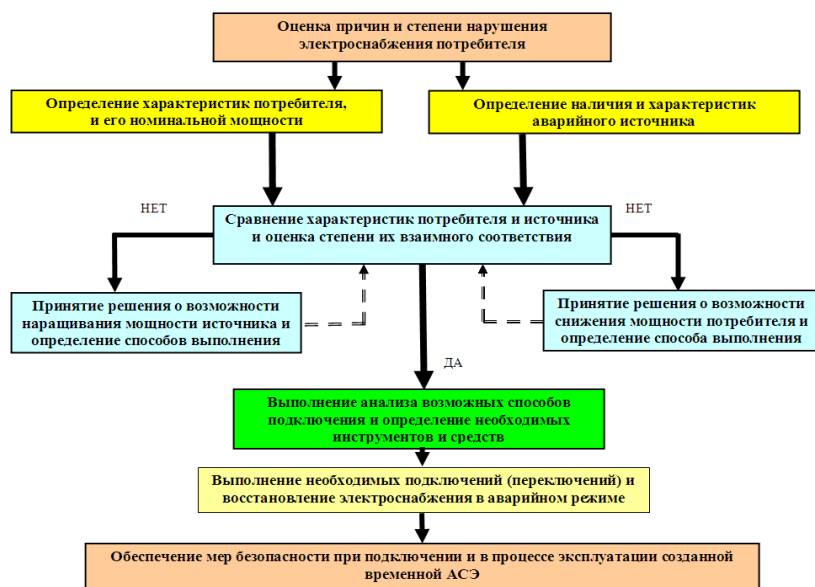 Оценка причин и степени нарушения
электроснабжения потребителя
Определение характеристик потребителя,
и его номинальной мощности
Определение наличия и характеристик
аварийного источника
НЕТ
Сравнение характеристик потребителя и источника
и оценка степени их взаимного соответствия
НЕТ
Принятие решения о возможности
наращивания мощности источника и
определение способов выполнения
Принятие решения о возможности
снижения мощности потребителя и
определение способа выполнения
ДА
Выполнение анализа возможных способов
подключения и определение необходимых
инструментов и средств
Выполнение необходимых подключений (переключений) и
восстановление электроснабжения в аварийном режиме
Обеспечение мер безопасности при подключении и в процессе эксплуатации созданной
временной АСЭ